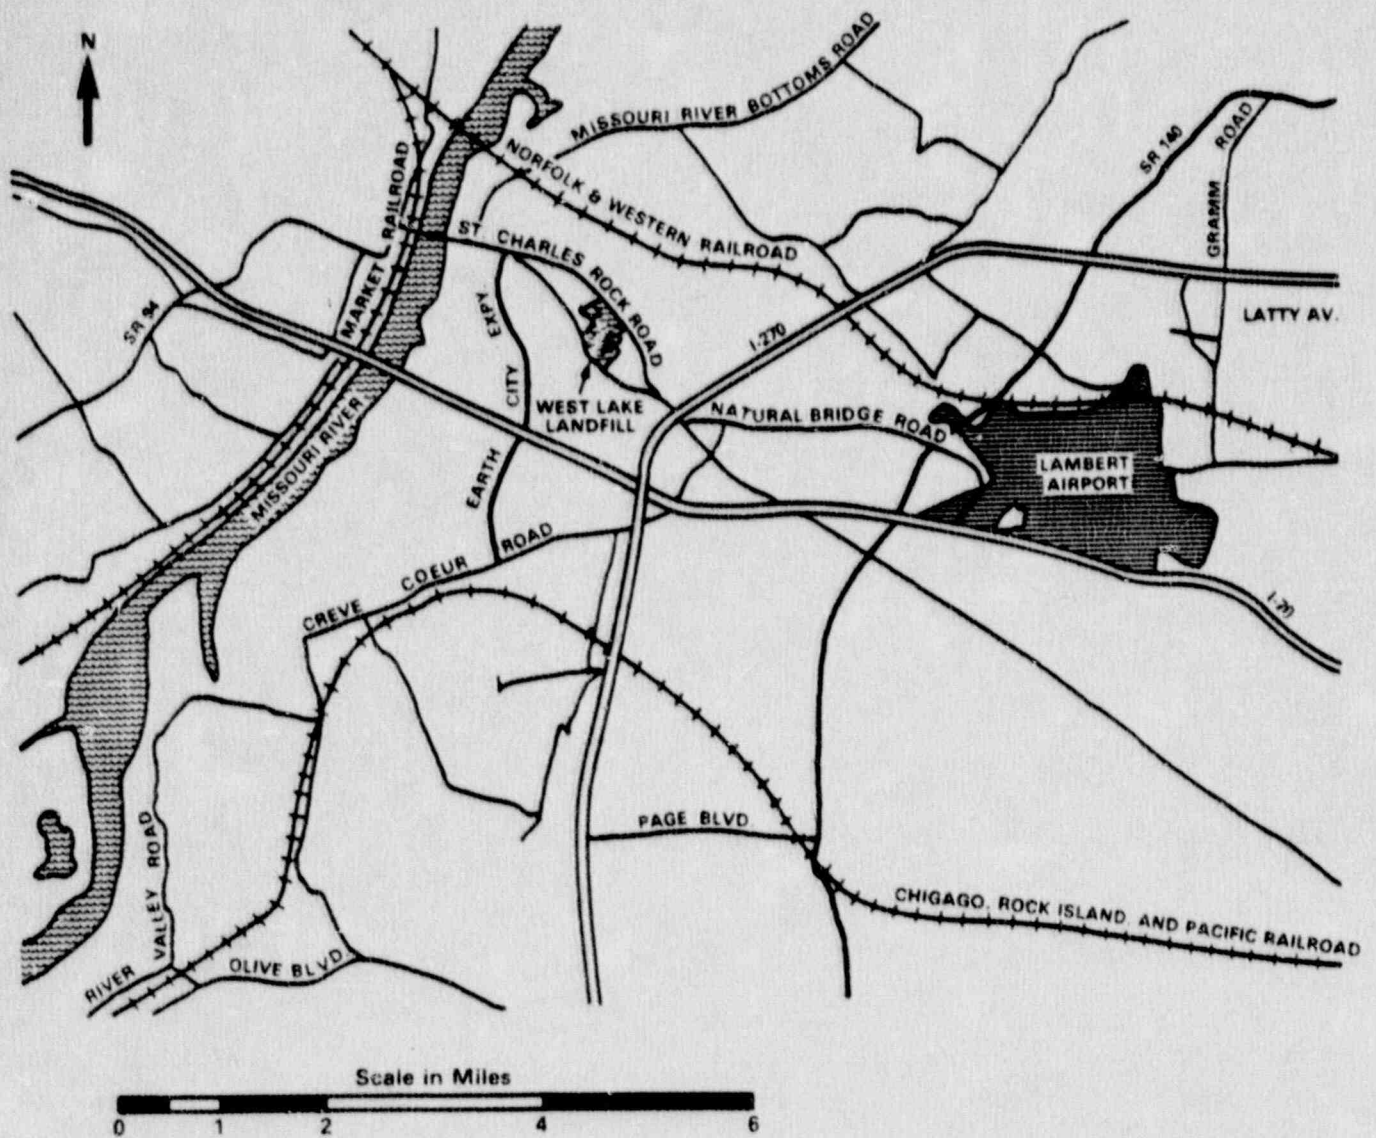 N
MISSOURI RIVER BOTTOMS ROAD
NORFOLK & WESTERN RAILROAD
SR 140
GRAMM ROAD
MARKET RAILROAD
ST. CHARLES ROCK ROAD
SR 94
EARTH CITY EXPY.
I-270
LATTY AV.
WEST LAKE
LANDFILL
NATURAL BRIDGE ROAD
MISSOURI RIVER
LAMBERT
AIRPORT
CREVE COEUR ROAD
I-70
PAGE BLVD.
RIVER VALLEY ROAD
CHIGAGO, ROCK ISLAND, AND PACIFIC RAILROAD
OLIVE BLVD.
Scale in Miles
0 1 2 4 6